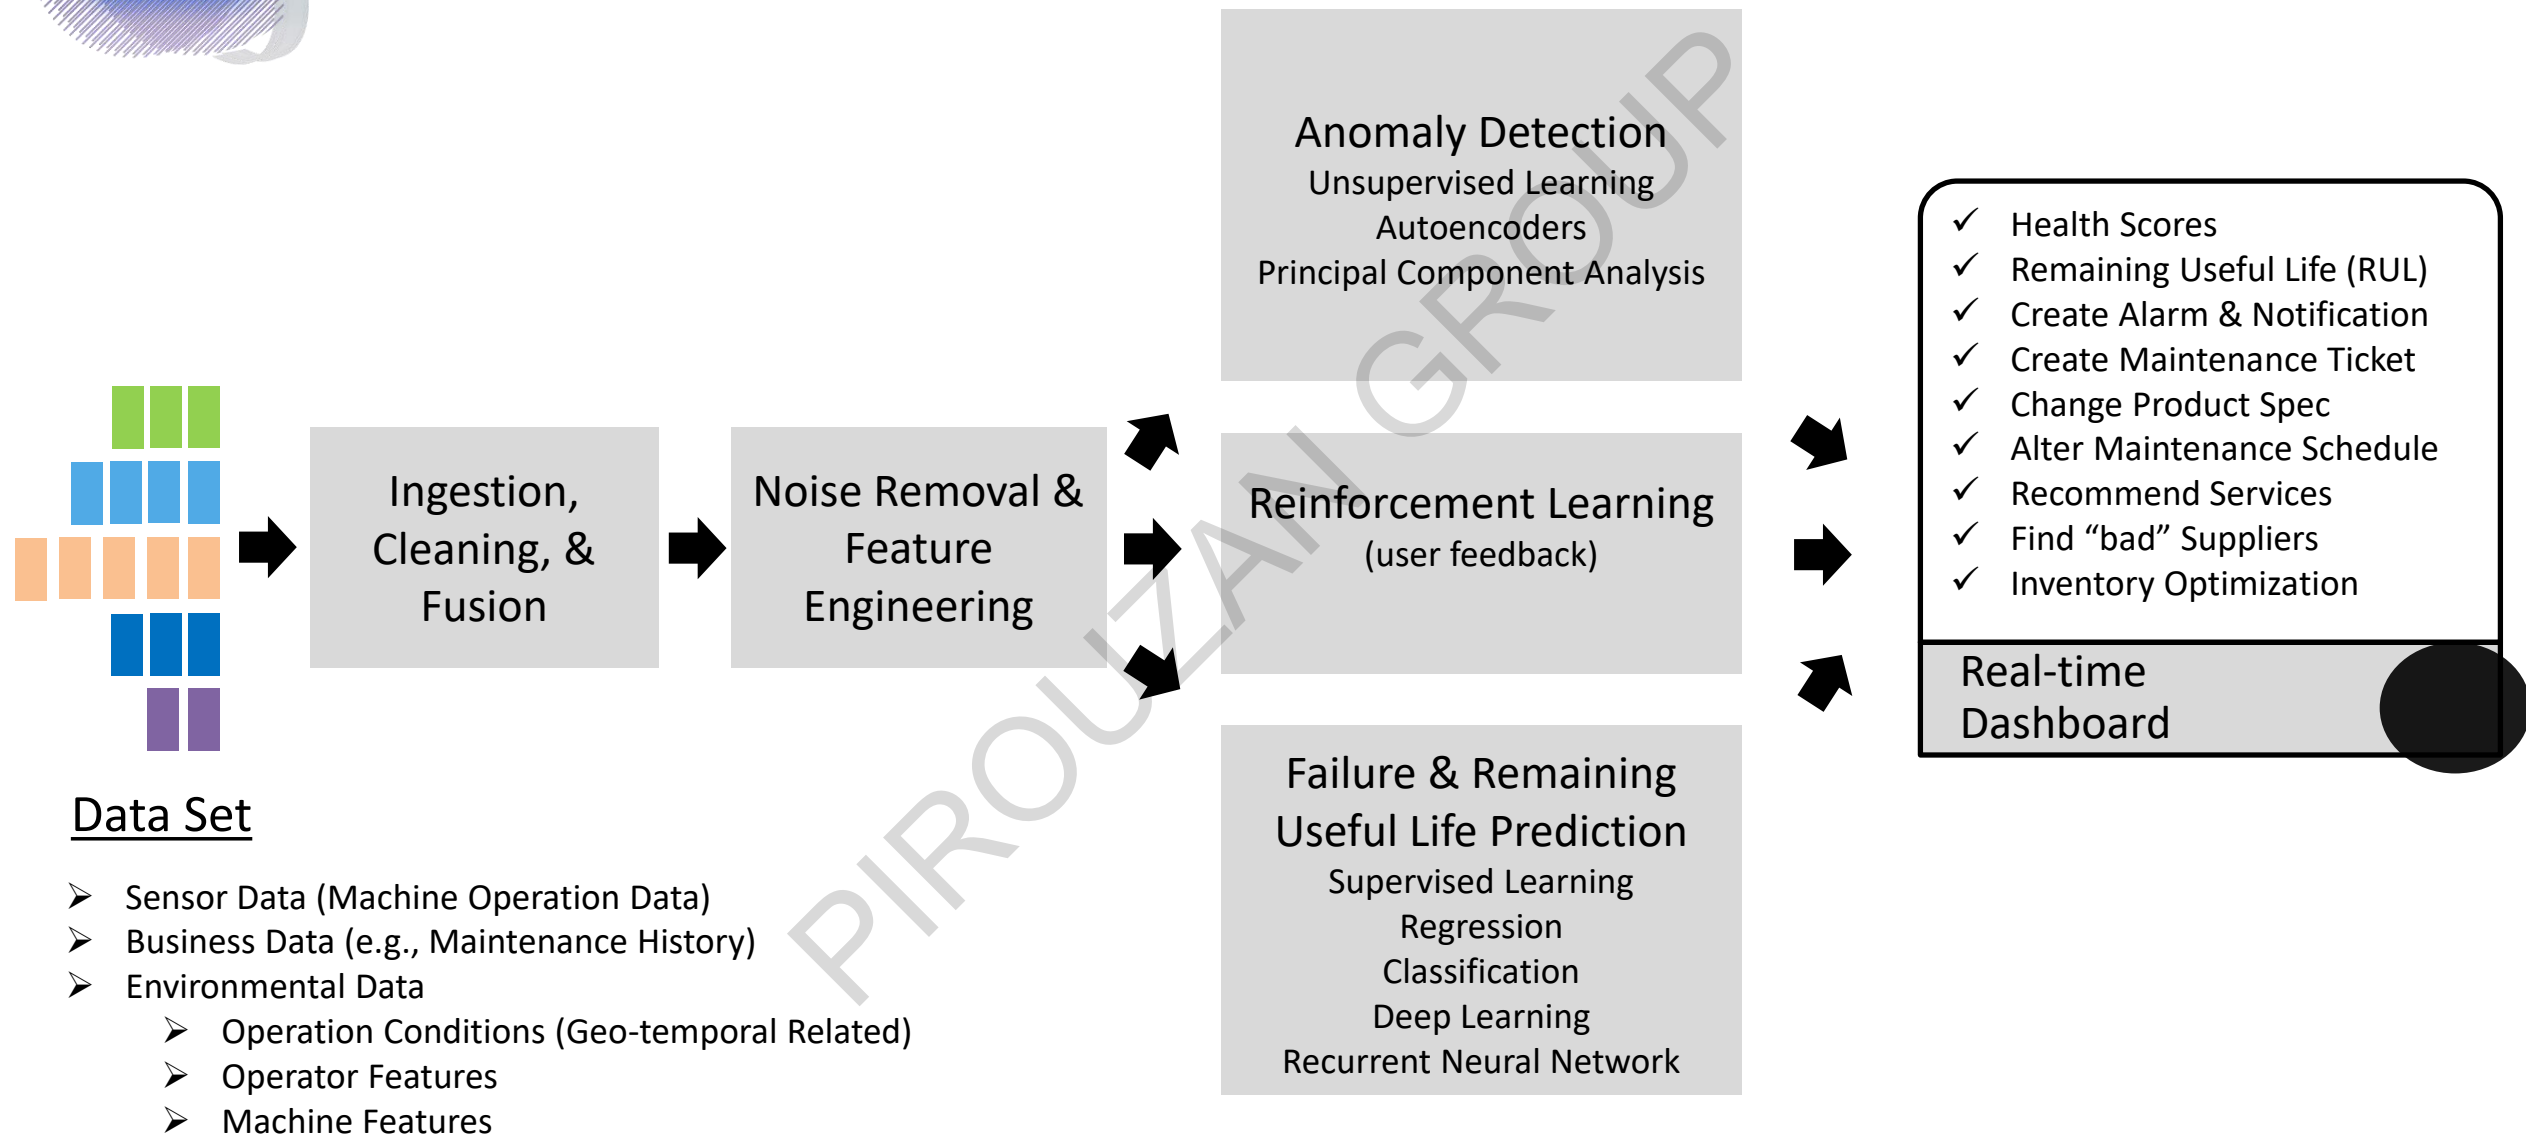 Data Set
➢ Sensor Data (Machine Operation Data)
➢ Business Data (e.g., Maintenance History)
➢ Environmental Data
➢ Operation Conditions (Geo-temporal Related)
➢ Operator Features
➢ Machine Features
Ingestion,
Cleaning, &
Fusion
Noise Removal &
Feature
Engineering
Anomaly Detection
Unsupervised Learning
Autoencoders
Principal Component Analysis
Reinforcement Learning
(user feedback)
Failure & Remaining
Useful Life Prediction
Supervised Learning
Regression
Classification
Deep Learning
Recurrent Neural Network
✓ Health Scores
✓ Remaining Useful Life (RUL)
✓ Create Alarm & Notification
✓ Create Maintenance Ticket
✓ Change Product Spec
✓ Alter Maintenance Schedule
✓ Recommend Services
✓ Find “bad” Suppliers
✓ Inventory Optimization
Real-time
Dashboard
PIROUZAN GROUP